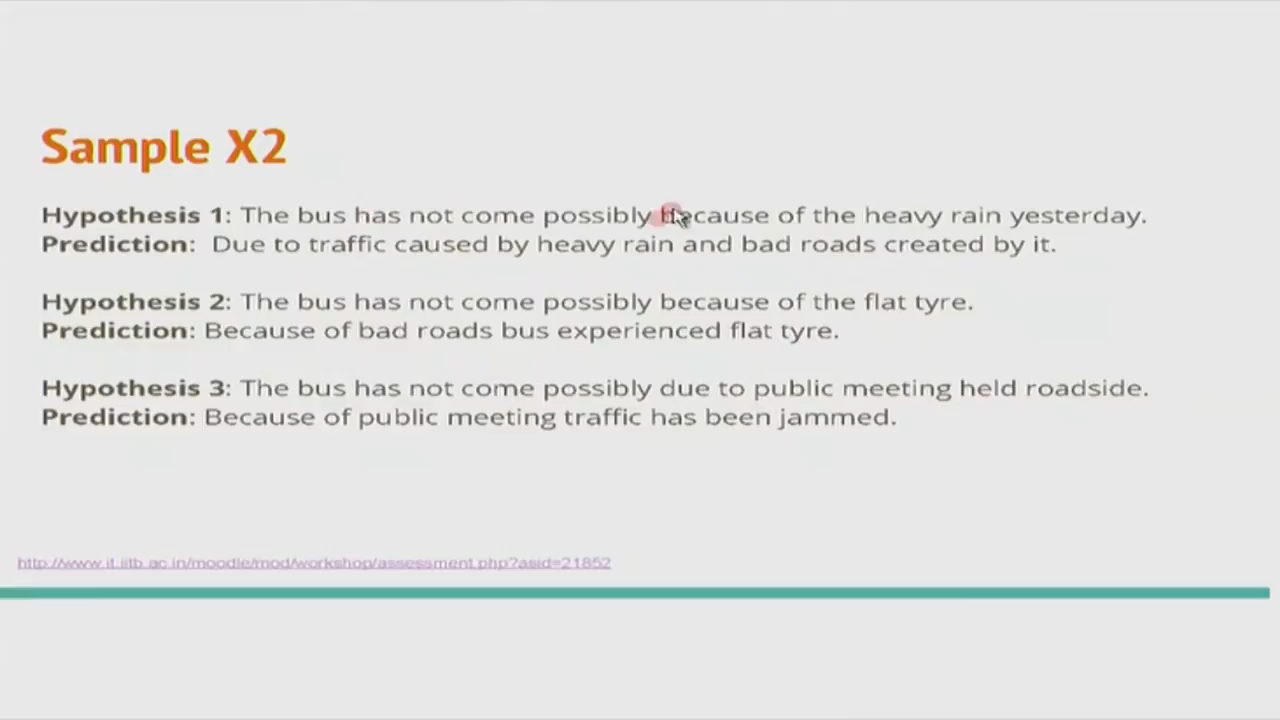 Sample X2
Hypothesis 1: The bus has not come possibly because of the heavy rain yesterday.
Prediction: Due to traffic caused by heavy rain and bad roads created by it.
Hypothesis 2: The bus has not come possibly because of the flat tyre.
Prediction: Because of bad roads bus experienced flat tyre.
Hypothesis 3: The bus has not come possibly due to public meeting held roadside.
Prediction: Because of public meeting traffic has been jammed.
http://www.it.iitb.ac.in/moodle/mod/workshop/assessment.php?asid=21852